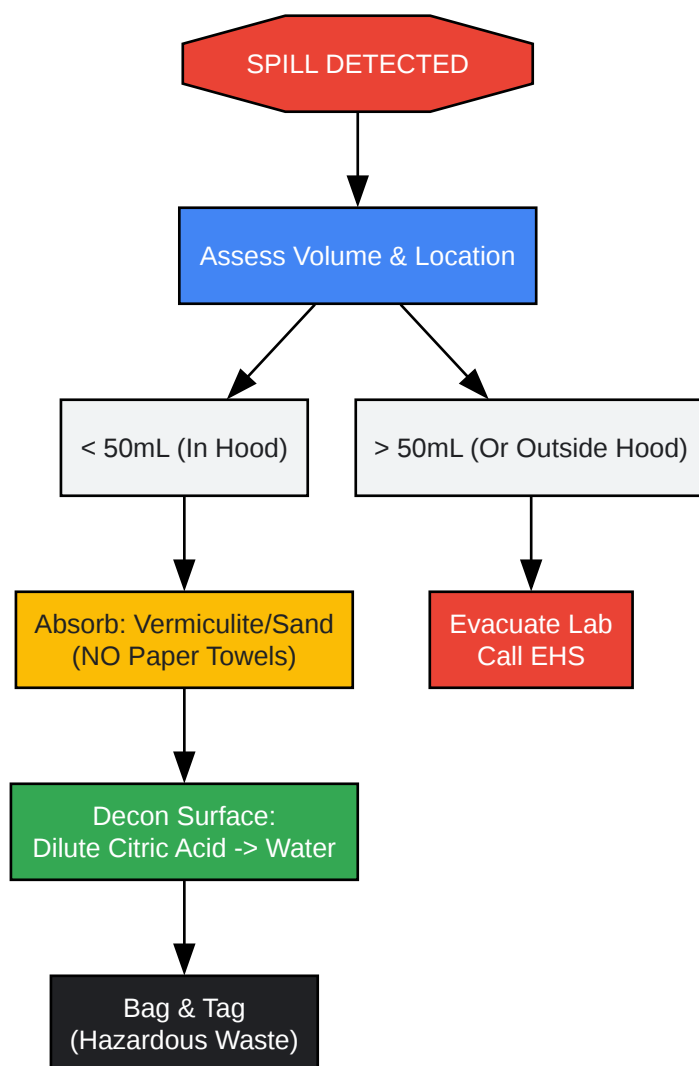 SPILL DETECTED
Assess Volume & Location
< 50mL (In Hood)
> 50mL (Or Outside Hood)
Absorb: Vermiculite/Sand
(NO Paper Towels)
Evacuate Lab
Call EHS
Decon Surface:
Dilute Citric Acid -> Water
Bag & Tag
(Hazardous Waste)